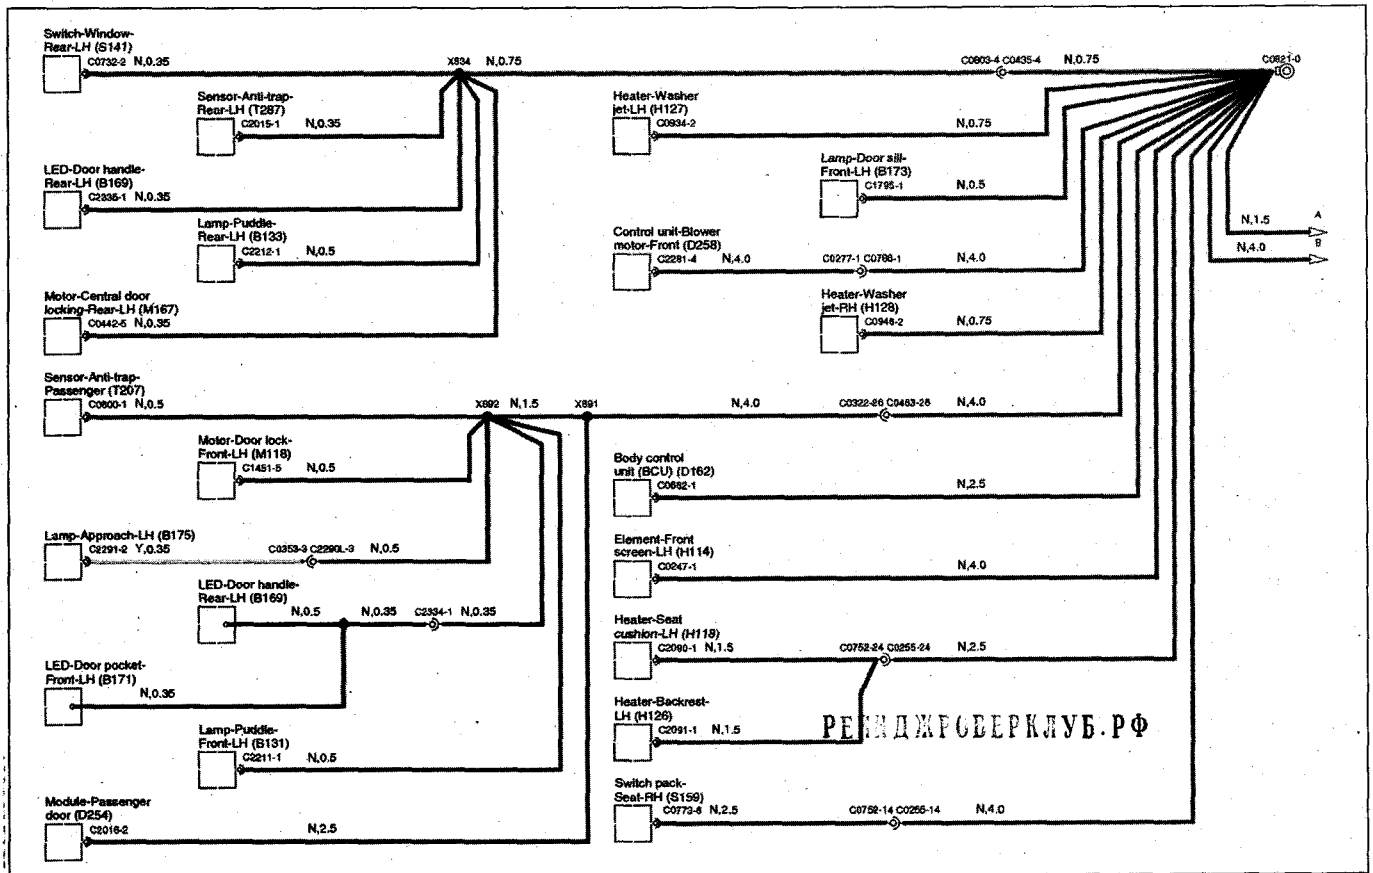 Switch-Window-
Rear-LH (S141)
C0732-2 N,0.35
X834 N,0.75
C0803-4 C0435-4 N,0.75
C0821-0
Sensor-Anti-trap-
Rear-LH (T287)
C2015-1 N,0.35
Heater-Washer
jet-LH (H127)
C0934-2 N,0.75
LED-Door handle-
Rear-LH (B169)
C2335-1 N,0.35
Lamp-Door sill-
Front-LH (B173)
C1795-1 N,0.5
Lamp-Puddle-
Rear-LH (B133)
C2212-1 N,0.5
N,1.5 A
N,4.0 B
Control unit-Blower
motor-Front (D258)
C2281-4 N,4.0 C0277-1 C0786-1 N,4.0
Motor-Central door
locking-Rear-LH (M167)
C0442-5 N,0.35
Heater-Washer
jet-RH (H128)
C0946-2 N,0.75
Sensor-Anti-trap-
Passenger (T207)
C0600-1 N,0.5
X892 N,1.5 X891
N,4.0 C0322-26 C0463-26 N,4.0
Motor-Door lock-
Front-LH (M118)
C1451-5 N,0.5
Body control
unit (BCU) (D162)
C0662-1 N,2.5
Lamp-Approach-LH (B175)
C2291-2 Y,0.35 C0353-3 C2290L-3 N,0.5
Element-Front
screen-LH (H114)
C0247-1 N,4.0
LED-Door handle-
Rear-LH (B169)
N,0.5 N,0.35 C2334-1 N,0.35
Heater-Seat
cushion-LH (H118)
C2090-1 N,1.5 C0752-24 C0255-24 N,2.5
LED-Door pocket-
Front-LH (B171)
N,0.35
Heater-Backrest-
LH (H126)
C2091-1 N,1.5
РЕНДЖРОВЕРКЛУБ.РФ
Lamp-Puddle-
Front-LH (B131)
C2211-1 N,0.5
Switch pack-
Seat-RH (S159)
C0773-6 N,2.5 C0752-14 C0255-14 N,4.0
Module-Passenger
door (D254)
C2016-2 N,2.5